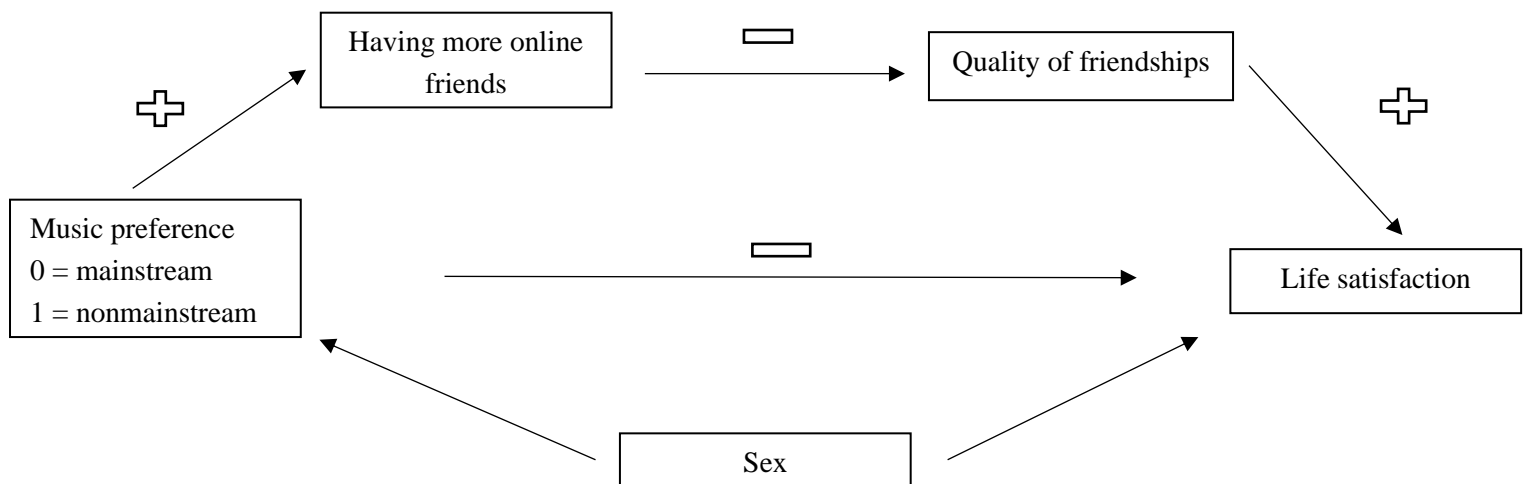 Having more online
friends
Quality of friendships
Music preference
0 = mainstream
1 = nonmainstream
Life satisfaction
Sex